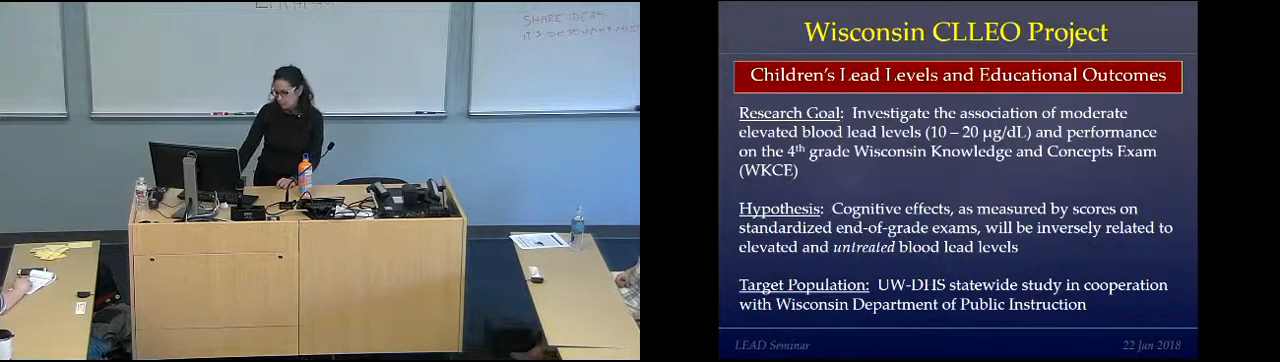 SHARE IDEAS
Wisconsin CLLEO Project
Children's Lead Levels and Educational Outcomes
Research Goal: Investigate the association of moderate
elevated blood lead levels (10 – 20 µg/dL) and performance
on the 4th grade Wisconsin Knowledge and Concepts Exam
(WKCE)
Hypothesis: Cognitive effects, as measured by scores on
standardized end-of-grade exams, will be inversely related to
elevated and untreated blood lead levels
Target Population: UW-DHS statewide study in cooperation
with Wisconsin Department of Public Instruction
LEAD Seminar
22 Jan 2018